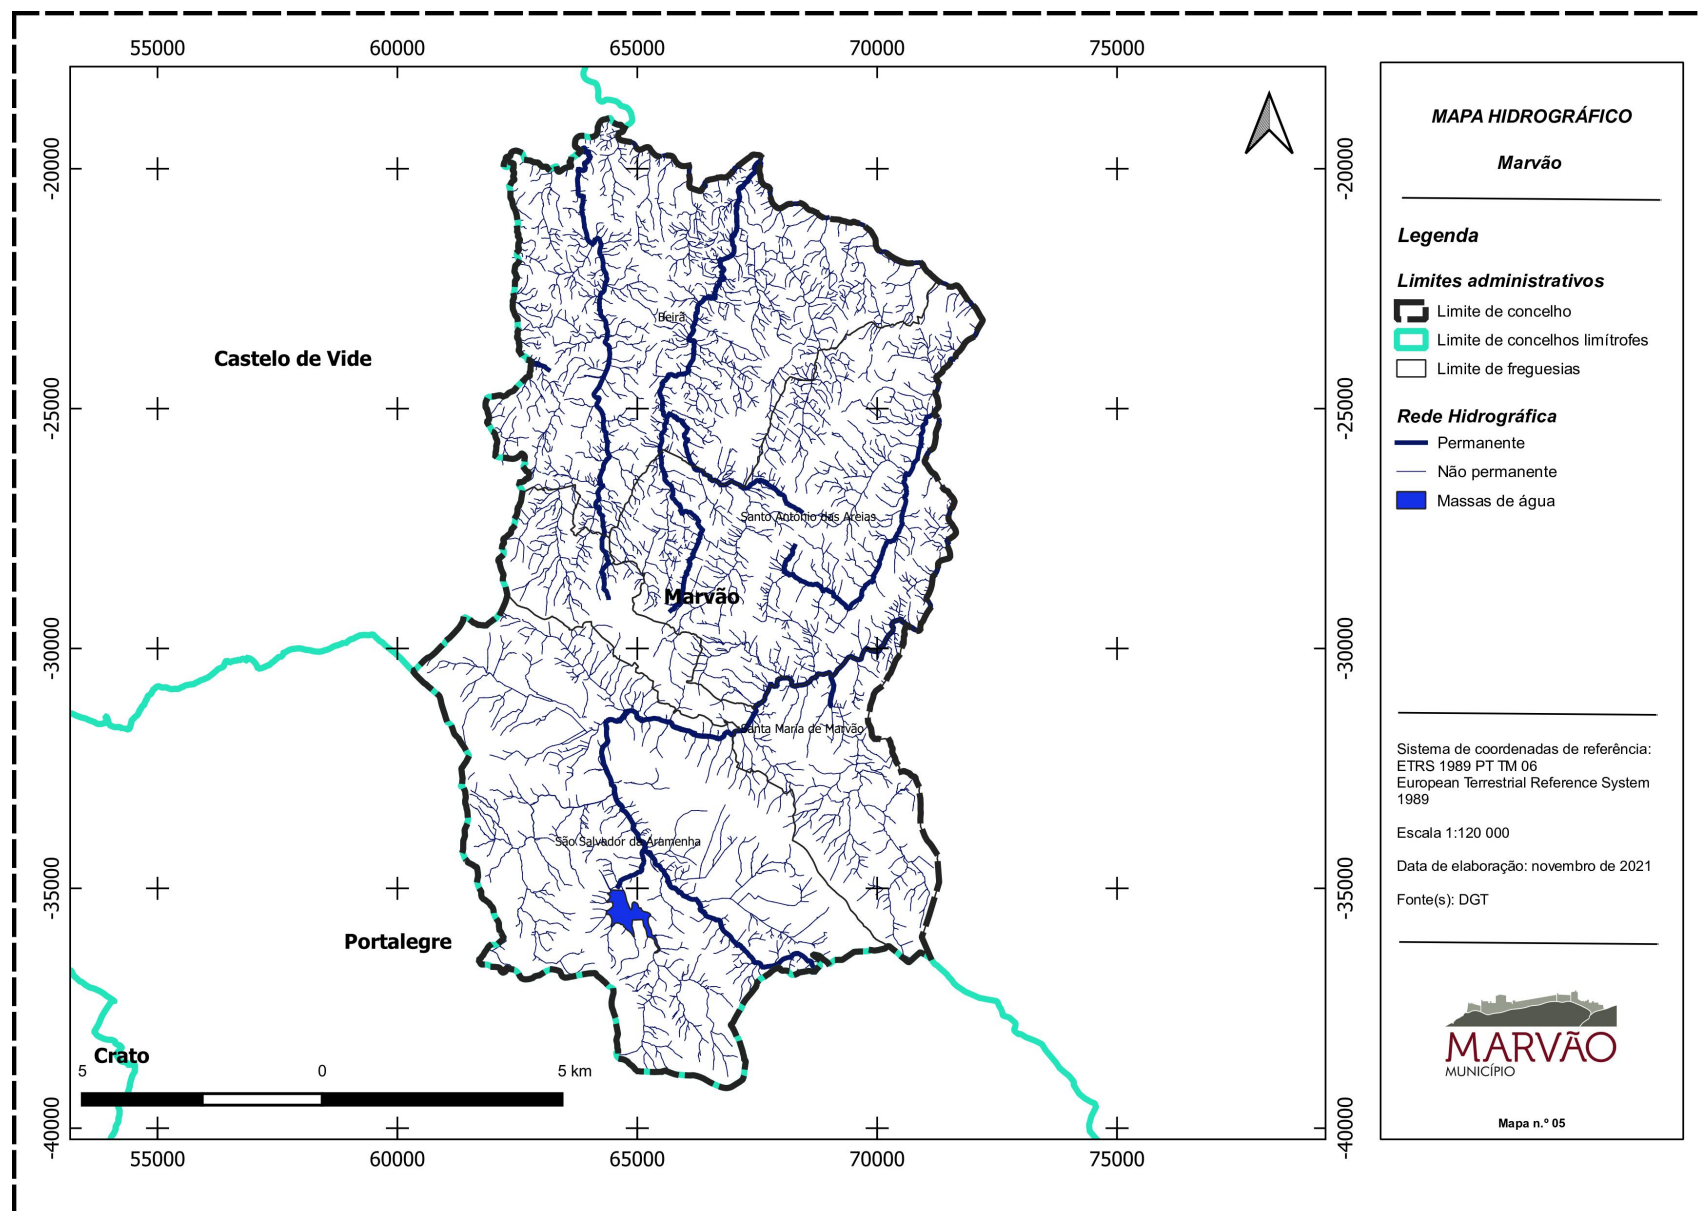 55000 60000 65000 70000 75000
-20000 -20000
-25000 -25000
-30000 -30000
-35000 -35000
-40000 -40000
Beirã
Castelo de Vide
Santo António das Areias
Marvão
Santa Maria de Marvão
São Salvador da Aramenha
Portalegre
Crato
5 0 5 km
55000 60000 65000 70000 75000
MAPA HIDROGRÁFICO
Marvão
Legenda
Limites administrativos
Limite de concelho
Limite de concelhos limítrofes
Limite de freguesias
Rede Hidrográfica
Permanente
Não permanente
Massas de água
Sistema de coordenadas de referência:
ETRS 1989 PT TM 06
European Terrestrial Reference System
1989
Escala 1:120 000
Data de elaboração: novembro de 2021
Fonte(s): DGT
MARVÃO
MUNICÍPIO
Mapa n.º 05